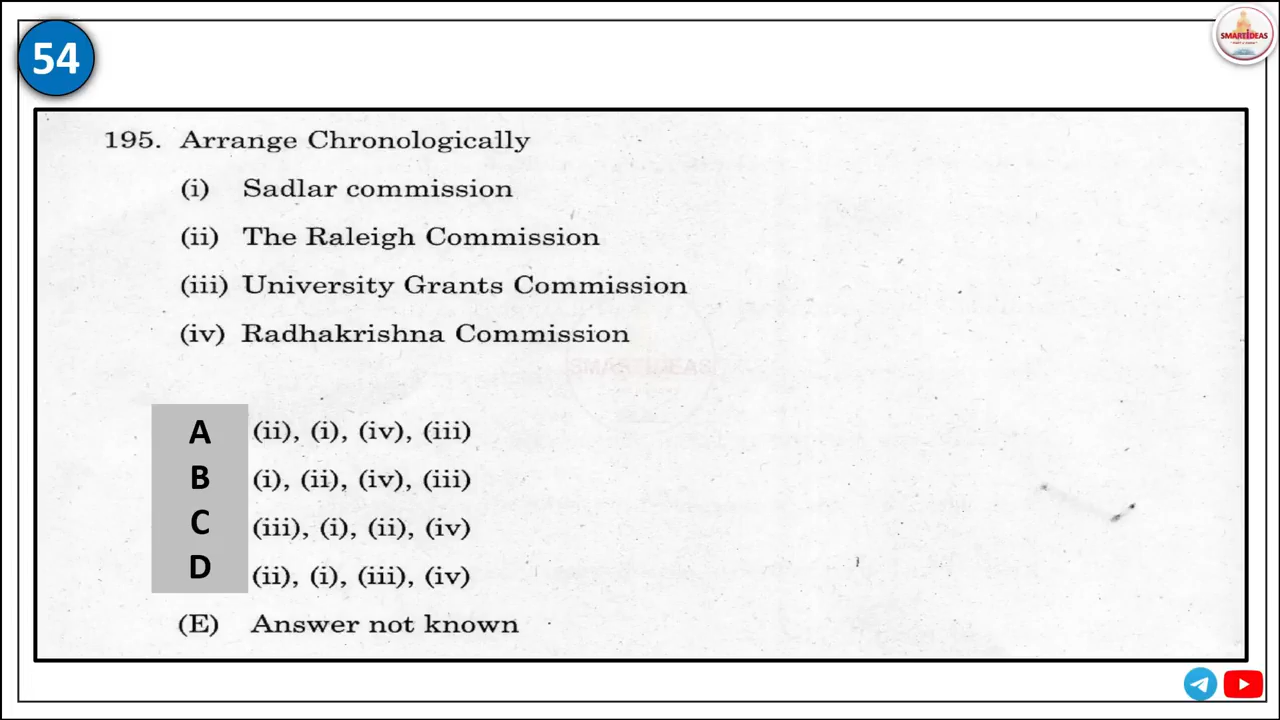 54
SMARTIDEAS
195. Arrange Chronologically
(i) Sadlar commission
(ii) The Raleigh Commission
(iii) University Grants Commission
(iv) Radhakrishna Commission
SMARTIDEAS
A (ii), (i), (iv), (iii)
B (i), (ii), (iv), (iii)
C (iii), (i), (ii), (iv)
D (ii), (i), (iii), (iv)
(E) Answer not known